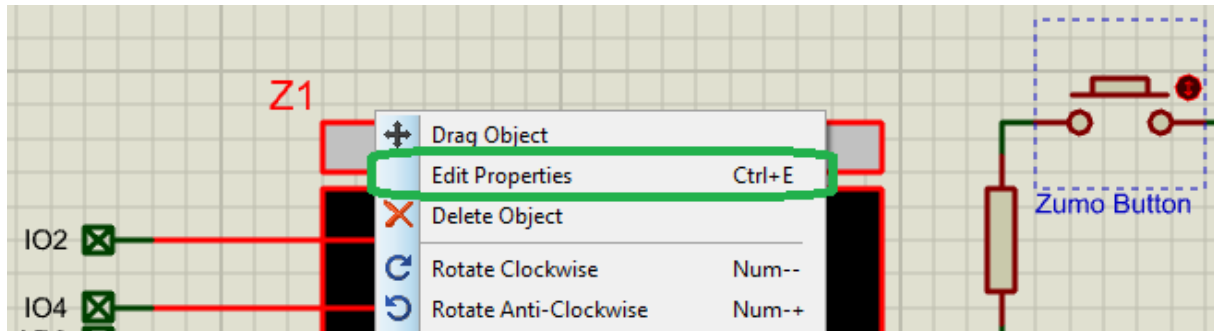 Z1
Drag Object
Edit Properties Ctrl+E
Delete Object
Zumo Button
IO2
Rotate Clockwise Num--
IO4
Rotate Anti-Clockwise Num-+